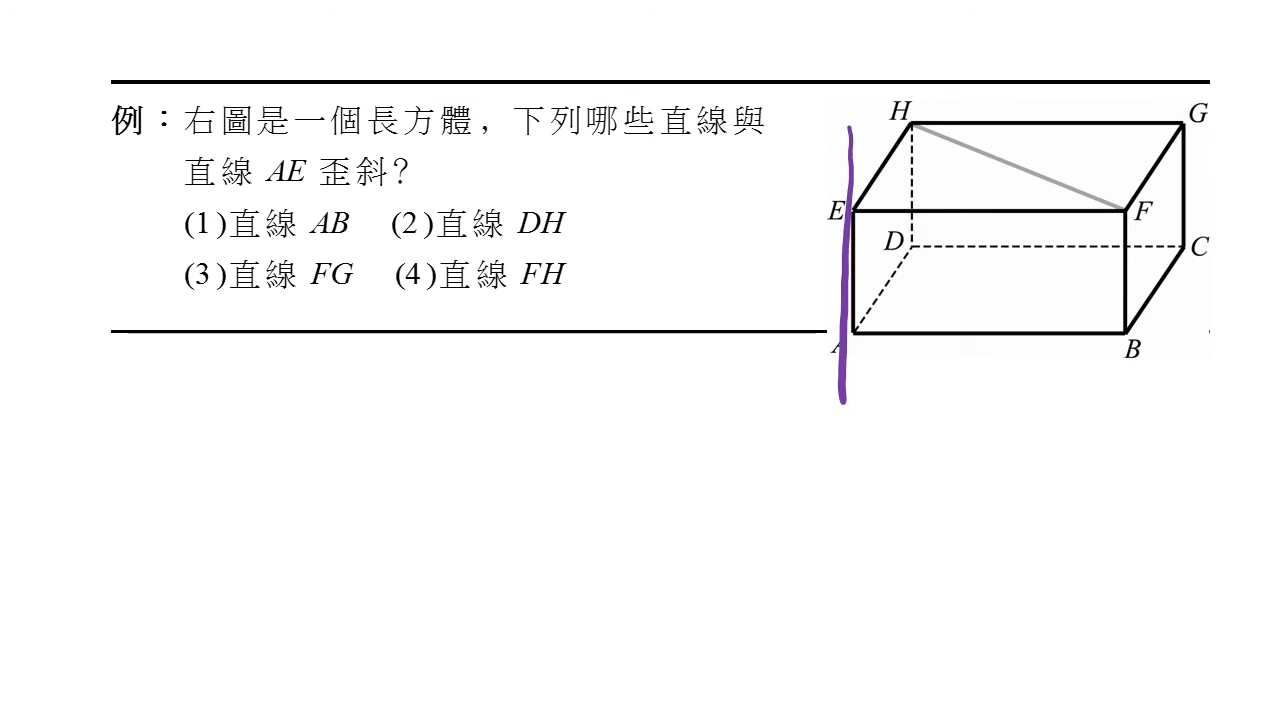 例：右圖是一個長方體，下列哪些直線與
直線 AE 歪斜？
(1)直線 AB (2)直線 DH
(3)直線 FG (4)直線 FH
H
G
E
F
D
C
A
B